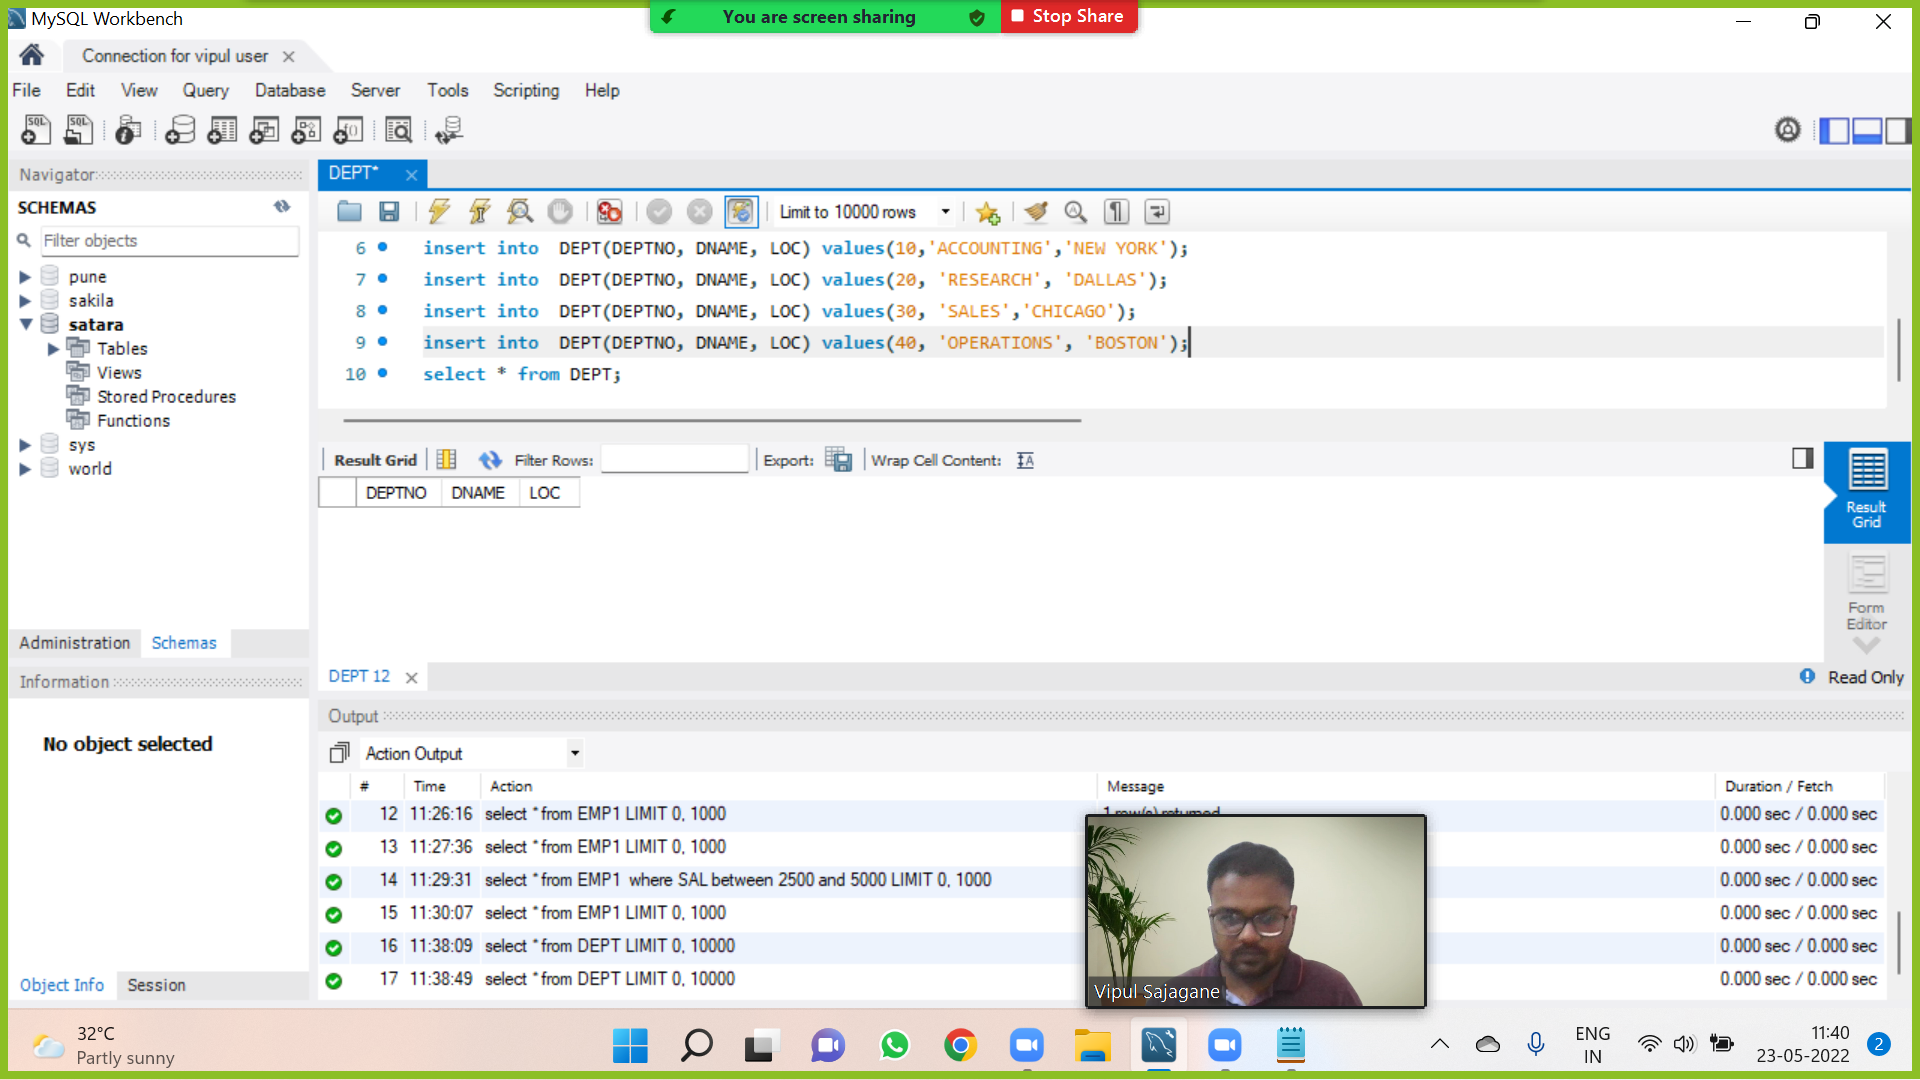 MySQL Workbench
You are screen sharing
Stop Share
Connection for vipul user
File Edit View Query Database Server Tools Scripting Help
SQL SQL
Navigator
SCHEMAS
Filter objects
pune
sakila
satara
Tables
Views
Stored Procedures
Functions
sys
world
Administration Schemas
Information
No object selected
Object Info Session
DEPT*
Limit to 10000 rows
6 insert into DEPT(DEPTNO, DNAME, LOC) values(10,'ACCOUNTING','NEW YORK');
7 insert into DEPT(DEPTNO, DNAME, LOC) values(20, 'RESEARCH', 'DALLAS');
8 insert into DEPT(DEPTNO, DNAME, LOC) values(30, 'SALES','CHICAGO');
9 insert into DEPT(DEPTNO, DNAME, LOC) values(40, 'OPERATIONS', 'BOSTON');
10 select * from DEPT;
Result Grid Filter Rows: Export: Wrap Cell Content:
DEPTNO DNAME LOC
Result
Grid
Form
Editor
DEPT 12
Read Only
Output
Action Output
# Time Action Message Duration / Fetch
12 11:26:16 select * from EMP1 LIMIT 0, 1000 1 row(s) returned 0.000 sec / 0.000 sec
13 11:27:36 select * from EMP1 LIMIT 0, 1000 0.000 sec / 0.000 sec
14 11:29:31 select * from EMP1 where SAL between 2500 and 5000 LIMIT 0, 1000 0.000 sec / 0.000 sec
15 11:30:07 select * from EMP1 LIMIT 0, 1000 0.000 sec / 0.000 sec
16 11:38:09 select * from DEPT LIMIT 0, 10000 0.000 sec / 0.000 sec
17 11:38:49 select * from DEPT LIMIT 0, 10000 0.000 sec / 0.000 sec
Vipul Sajagane
32°C
Partly sunny
ENG
IN
11:40
23-05-2022
2